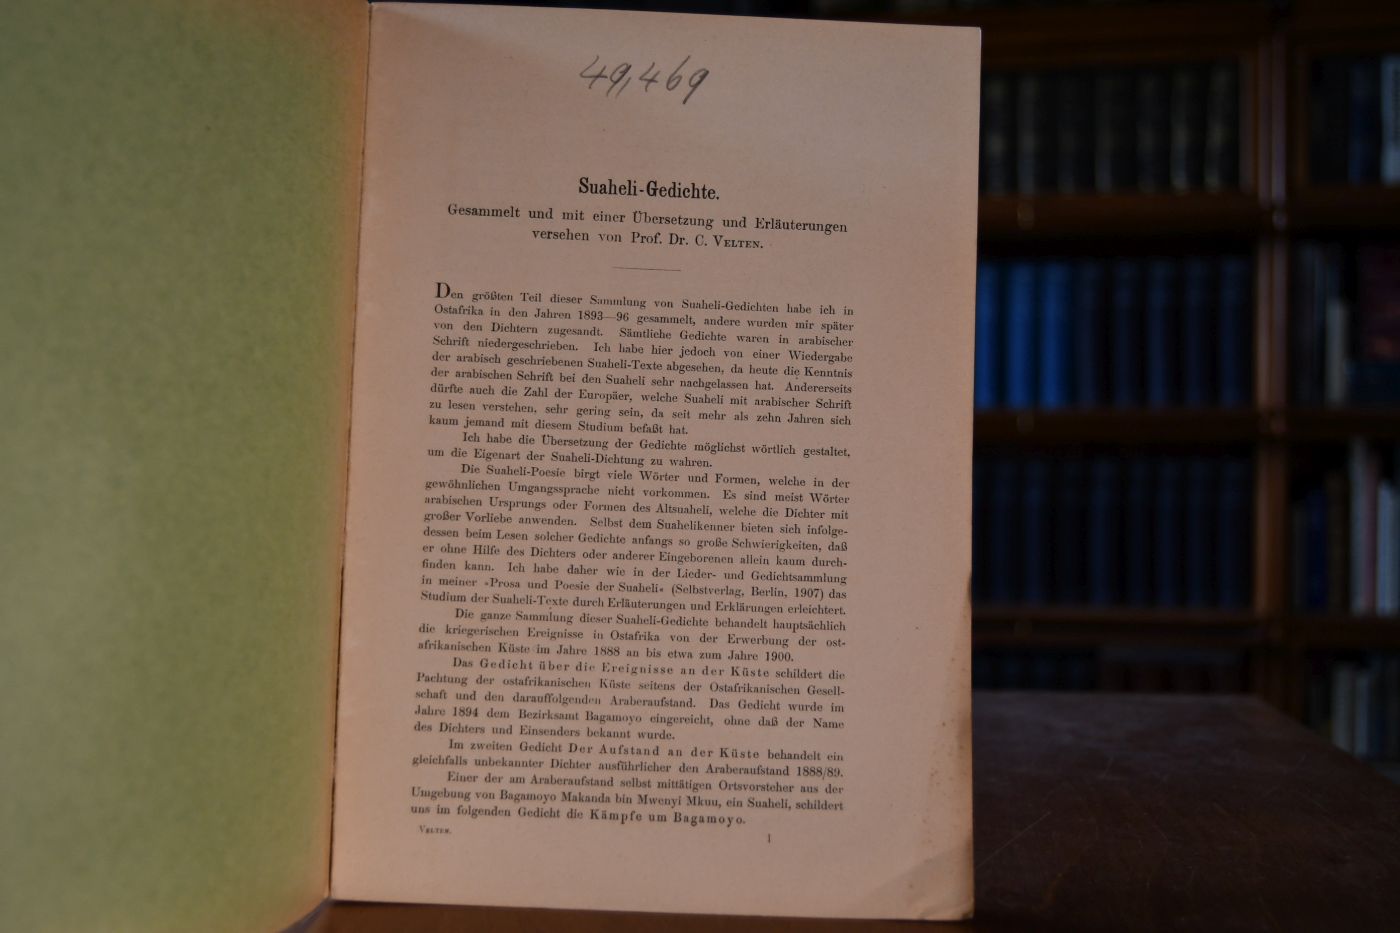 49,469
Suaheli-Gedichte.
Gesammelt und mit einer Übersetzung und Erläuterungen
versehen von Prof. Dr. C. VELTEN.
Den größten Teil dieser Sammlung von Suaheli-Gedichten habe ich in
Ostafrika in den Jahren 1893—96 gesammelt, andere wurden mir später
von den Dichtern zugesandt. Sämtliche Gedichte waren in arabischer
Schrift niedergeschrieben. Ich habe hier jedoch von einer Wiedergabe
der arabisch geschriebenen Suaheli-Texte abgesehen, da heute die Kenntnis
der arabischen Schrift bei den Suaheli sehr nachgelassen hat. Andererseits
dürfte auch die Zahl der Europäer, welche Suaheli mit arabischer Schrift
zu lesen verstehen, sehr gering sein, da seit mehr als zehn Jahren sich
kaum jemand mit diesem Studium befaßt hat.
Ich habe die Übersetzung der Gedichte möglichst wörtlich gestaltet,
um die Eigenart der Suaheli-Dichtung zu wahren.
Die Suaheli-Poesie birgt viele Wörter und Formen, welche in der
gewöhnlichen Umgangssprache nicht vorkommen. Es sind meist Wörter
arabischen Ursprungs oder Formen des Altsuaheli, welche die Dichter mit
großer Vorliebe anwenden. Selbst dem Suahelikenner bieten sich infolge-
dessen beim Lesen solcher Gedichte anfangs so große Schwierigkeiten, daß
er ohne Hilfe des Dichters oder anderer Eingeborenen allein kaum durch-
finden kann. Ich habe daher wie in der Lieder- und Gedichtsammlung
in meiner »Prosa und Poesie der Suaheli« (Selbstverlag, Berlin, 1907) das
Studium der Suaheli-Texte durch Erläuterungen und Erklärungen erleichtert.
Die ganze Sammlung dieser Suaheli-Gedichte behandelt hauptsächlich
die kriegerischen Ereignisse in Ostafrika von der Erwerbung der ost-
afrikanischen Küste im Jahre 1888 an bis etwa zum Jahre 1900.
Das Gedicht über die Ereignisse an der Küste schildert die
Pachtung der ostafrikanischen Küste seitens der Ostafrikanischen Gesell-
schaft und den darauffolgenden Araberaufstand. Das Gedicht wurde im
Jahre 1894 dem Bezirksamt Bagamoyo eingereicht, ohne daß der Name
des Dichters und Einsenders bekannt wurde.
Im zweiten Gedicht Der Aufstand an der Küste behandelt ein
gleichfalls unbekannter Dichter ausführlicher den Araberaufstand 1888/89.
Einer der am Araberaufstand selbst mittätigen Ortsvorsteher aus der
Umgebung von Bagamoyo Makanda bin Mwenyi Mkuu, ein Suaheli, schildert
uns im folgenden Gedicht die Kämpfe um Bagamoyo.
VELTEN. 1